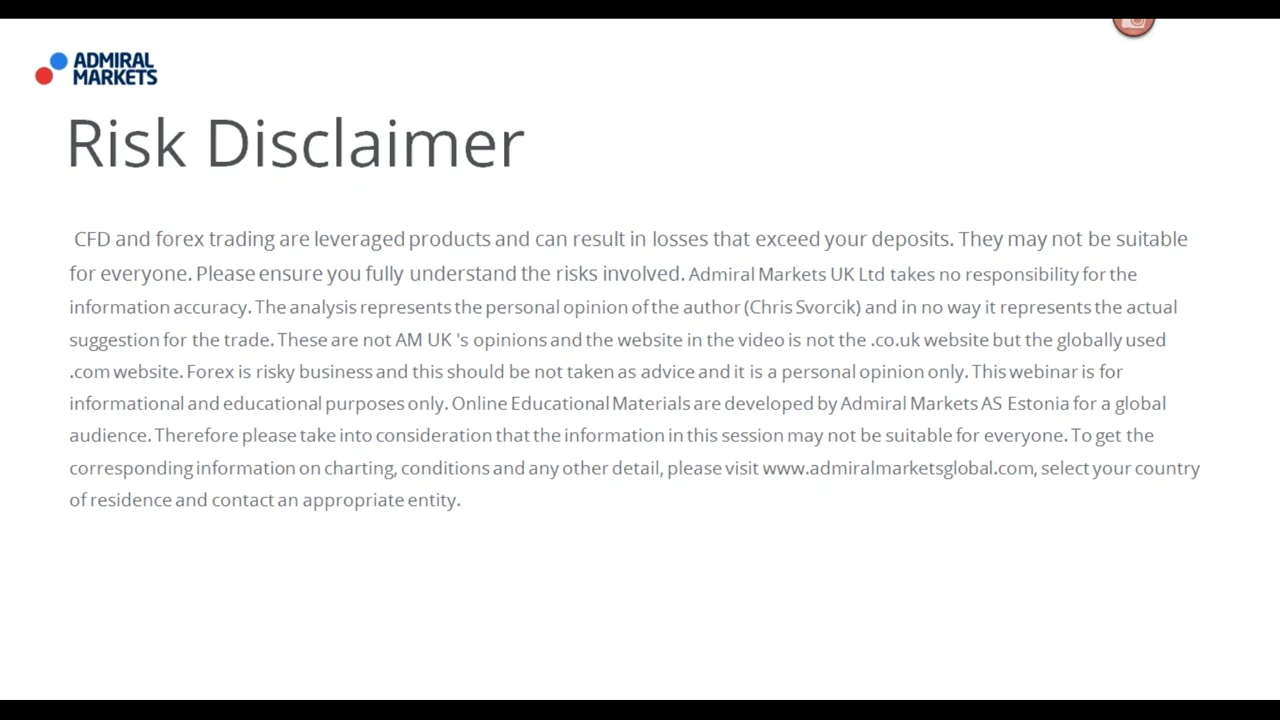 ADMIRAL
MARKETS
Risk Disclaimer
CFD and forex trading are leveraged products and can result in losses that exceed your deposits. They may not be suitable
for everyone. Please ensure you fully understand the risks involved. Admiral Markets UK Ltd takes no responsibility for the
information accuracy. The analysis represents the personal opinion of the author (Chris Svorcik) and in no way it represents the actual
suggestion for the trade. These are not AM UK 's opinions and the website in the video is not the .co.uk website but the globally used
.com website. Forex is risky business and this should be not taken as advice and it is a personal opinion only. This webinar is for
informational and educational purposes only. Online Educational Materials are developed by Admiral Markets AS Estonia for a global
audience. Therefore please take into consideration that the information in this session may not be suitable for everyone. To get the
corresponding information on charting, conditions and any other detail, please visit www.admiralmarketsglobal.com, select your country
of residence and contact an appropriate entity.